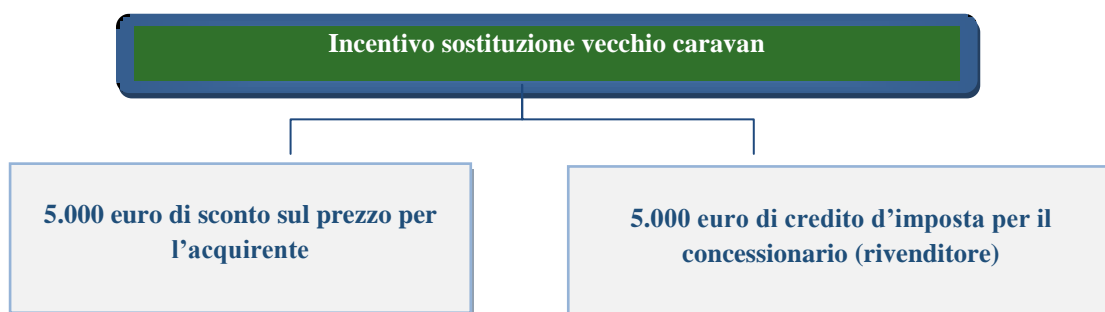 Incentivo sostituzione vecchio caravan
5.000 euro di sconto sul prezzo per
l’acquirente
5.000 euro di credito d’imposta per il
concessionario (rivenditore)